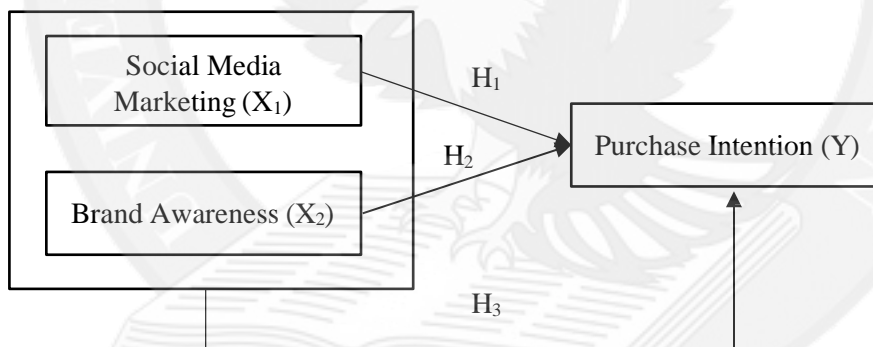 Social Media
Marketing (X₁)
H₁
Purchase Intention (Y)
H₂
Brand Awareness (X₂)
H₃